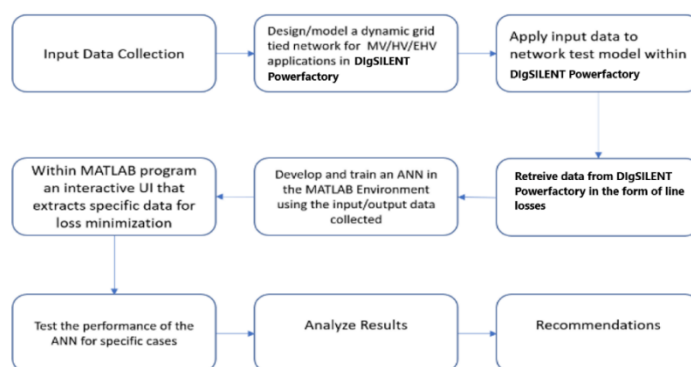 Input Data Collection
Design/model a dynamic grid
tied network for MV/HV/EHV
applications in DIgSILENT
Powerfactory
Apply input data to
network test model within
DIgSILENT Powerfactory
Within MATLAB program
an interactive UI that
extracts specific data for
loss minimization
Develop and train an ANN in
the MATLAB Environment
using the input/output data
collected
Retreive data from DIgSILENT
Powerfactory in the form of line
losses
Test the performance of the
ANN for specific cases
Analyze Results
Recommendations